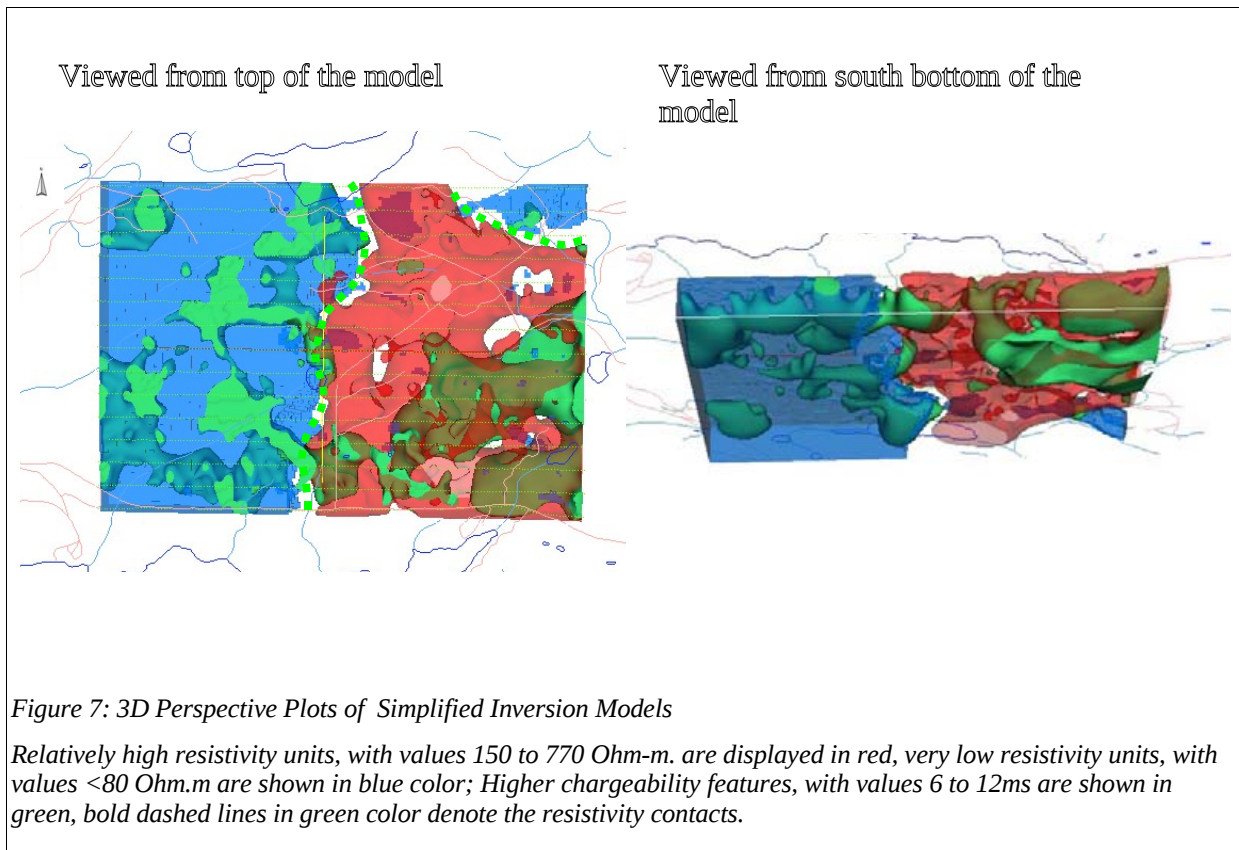 Viewed from top of the model
Viewed from south bottom of the
model
Figure 7: 3D Perspective Plots of Simplified Inversion Models
Relatively high resistivity units, with values 150 to 770 Ohm-m. are displayed in red, very low resistivity units, with
values <80 Ohm.m are shown in blue color; Higher chargeability features, with values 6 to 12ms are shown in
green, bold dashed lines in green color denote the resistivity contacts.